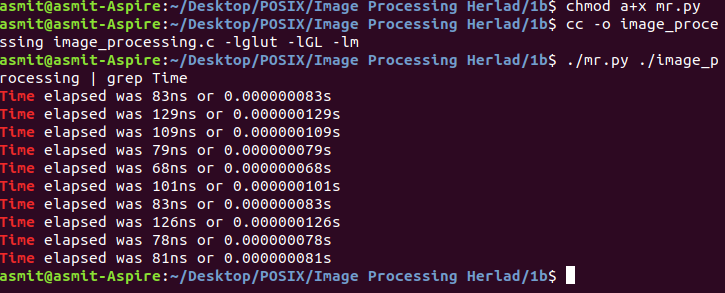 asmit@asmit-Aspire:~/Desktop/POSIX/Image Processing Herlad/1b$ chmod a+x mr.py
asmit@asmit-Aspire:~/Desktop/POSIX/Image Processing Herlad/1b$ cc -o image_proce
ssing image_processing.c -lglut -lGL -lm
asmit@asmit-Aspire:~/Desktop/POSIX/Image Processing Herlad/1b$ ./mr.py ./image_p
rocessing | grep Time
Time elapsed was 83ns or 0.000000083s
Time elapsed was 129ns or 0.000000129s
Time elapsed was 109ns or 0.000000109s
Time elapsed was 79ns or 0.000000079s
Time elapsed was 68ns or 0.000000068s
Time elapsed was 101ns or 0.000000101s
Time elapsed was 83ns or 0.000000083s
Time elapsed was 126ns or 0.000000126s
Time elapsed was 78ns or 0.000000078s
Time elapsed was 81ns or 0.000000081s
asmit@asmit-Aspire:~/Desktop/POSIX/Image Processing Herlad/1b$